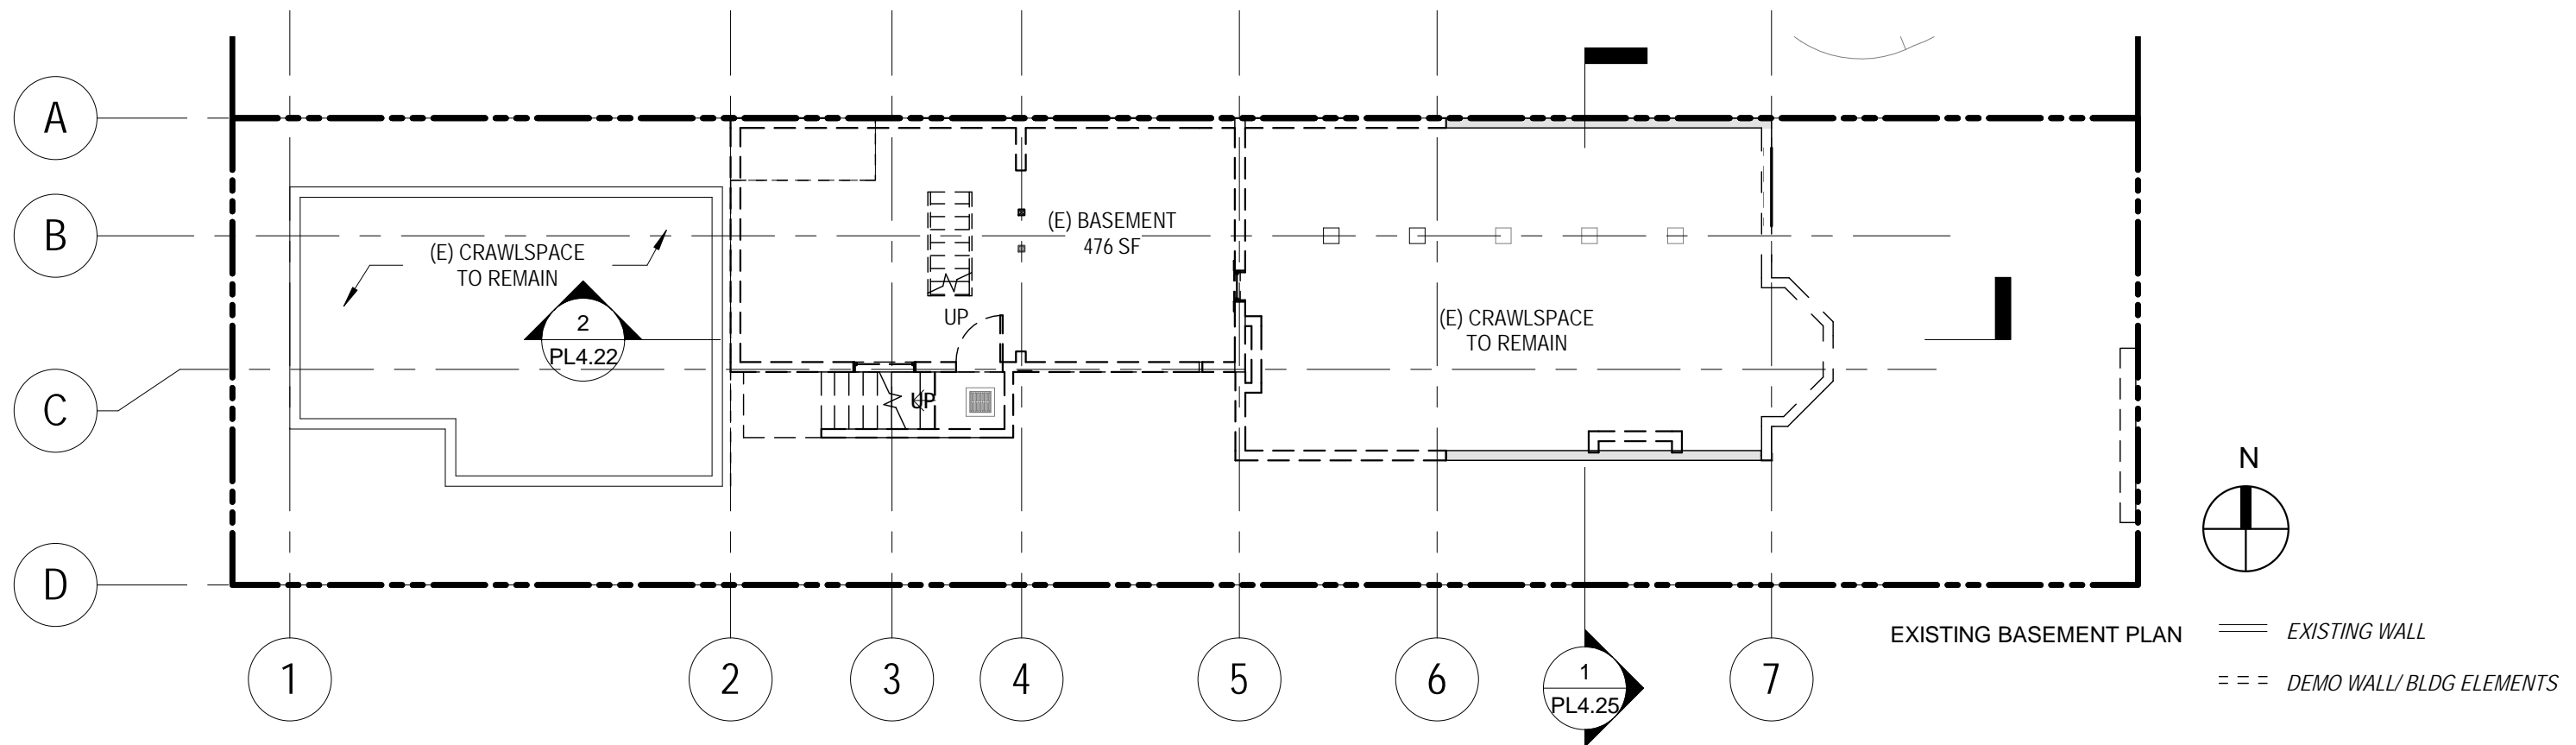 A
B
C
D
(E) CRAWLSPACE
TO REMAIN
2
PL4.22
UP
UP
(E) BASEMENT
476 SF
(E) CRAWLSPACE
TO REMAIN
N
1
2
3
4
5
6
1
PL4.25
7
EXISTING BASEMENT PLAN
EXISTING WALL
DEMO WALL/ BLDG ELEMENTS